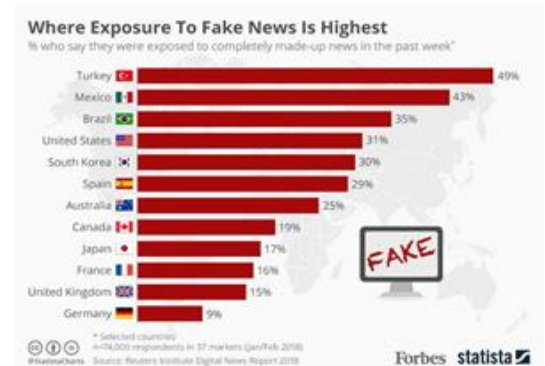 Where Exposure To Fake News Is Highest
% who say they were exposed to completely made-up news in the past week*
Turkey 49%
Mexico 43%
Brazil 35%
United States 31%
South Korea 30%
Spain 29%
Australia 25%
Canada 19%
Japan 17%
France 16%
United Kingdom 15%
Germany 9%
FAKE
* Selected countries
n=74,000 respondents in 37 markets (Jan/Feb 2018)
@StatistaCharts Source: Reuters Institute Digital News Report 2018
Forbes statista